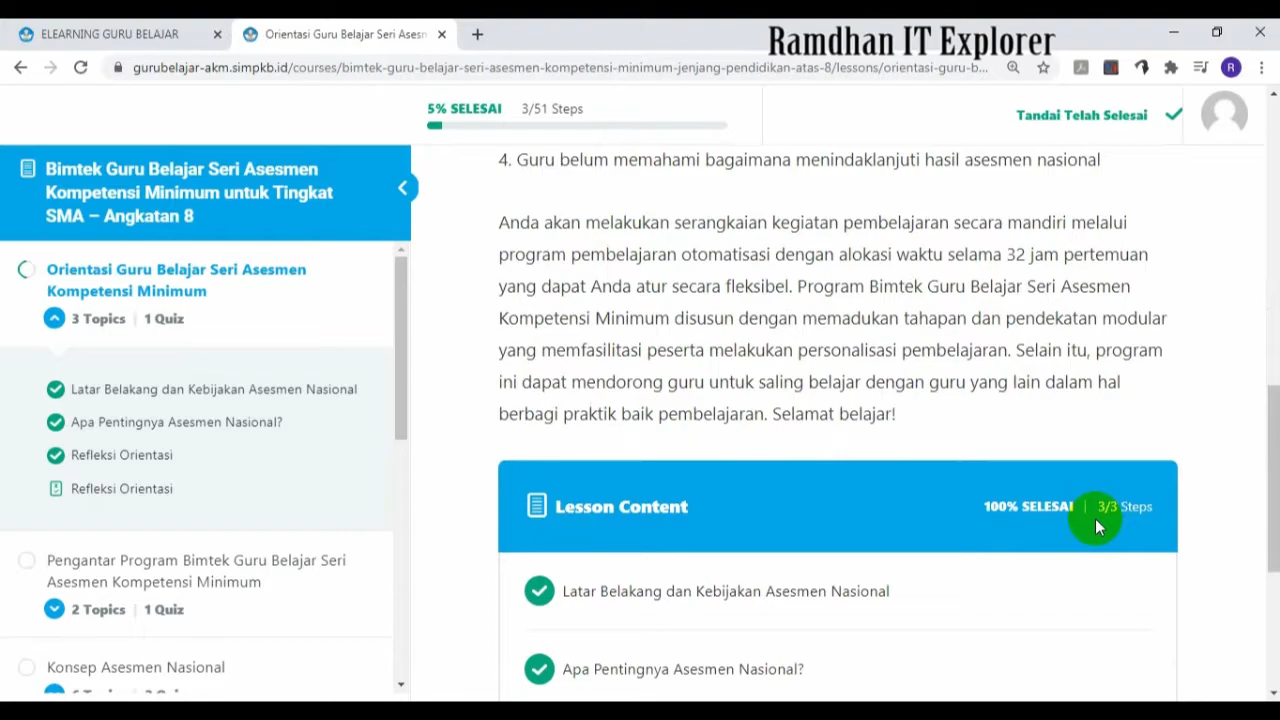 ELEARNING GURU BELAJAR
Orientasi Guru Belajar Seri Asesm
Ramdhan IT Explorer
gurubelajar-akm.simpkb.id/courses/bimtek-guru-belajar-seri-asesmen-kompetensi-minimum-jenjang-pendidikan-atas-8/lessons/orientasi-guru-b...
R
5% SELESAI 3/51 Steps
Tandai Telah Selesai
Bimtek Guru Belajar Seri Asesmen
Kompetensi Minimum untuk Tingkat
SMA – Angkatan 8
Orientasi Guru Belajar Seri Asesmen
Kompetensi Minimum
3 Topics | 1 Quiz
Latar Belakang dan Kebijakan Asesmen Nasional
Apa Pentingnya Asesmen Nasional?
Refleksi Orientasi
Refleksi Orientasi
Pengantar Program Bimtek Guru Belajar Seri
Asesmen Kompetensi Minimum
2 Topics | 1 Quiz
Konsep Asesmen Nasional
4. Guru belum memahami bagaimana menindaklanjuti hasil asesmen nasional
Anda akan melakukan serangkaian kegiatan pembelajaran secara mandiri melalui
program pembelajaran otomatisasi dengan alokasi waktu selama 32 jam pertemuan
yang dapat Anda atur secara fleksibel. Program Bimtek Guru Belajar Seri Asesmen
Kompetensi Minimum disusun dengan memadukan tahapan dan pendekatan modular
yang memfasilitasi peserta melakukan personalisasi pembelajaran. Selain itu, program
ini dapat mendorong guru untuk saling belajar dengan guru yang lain dalam hal
berbagi praktik baik pembelajaran. Selamat belajar!
Lesson Content
100% SELESAI | 3/3 Steps
Latar Belakang dan Kebijakan Asesmen Nasional
Apa Pentingnya Asesmen Nasional?